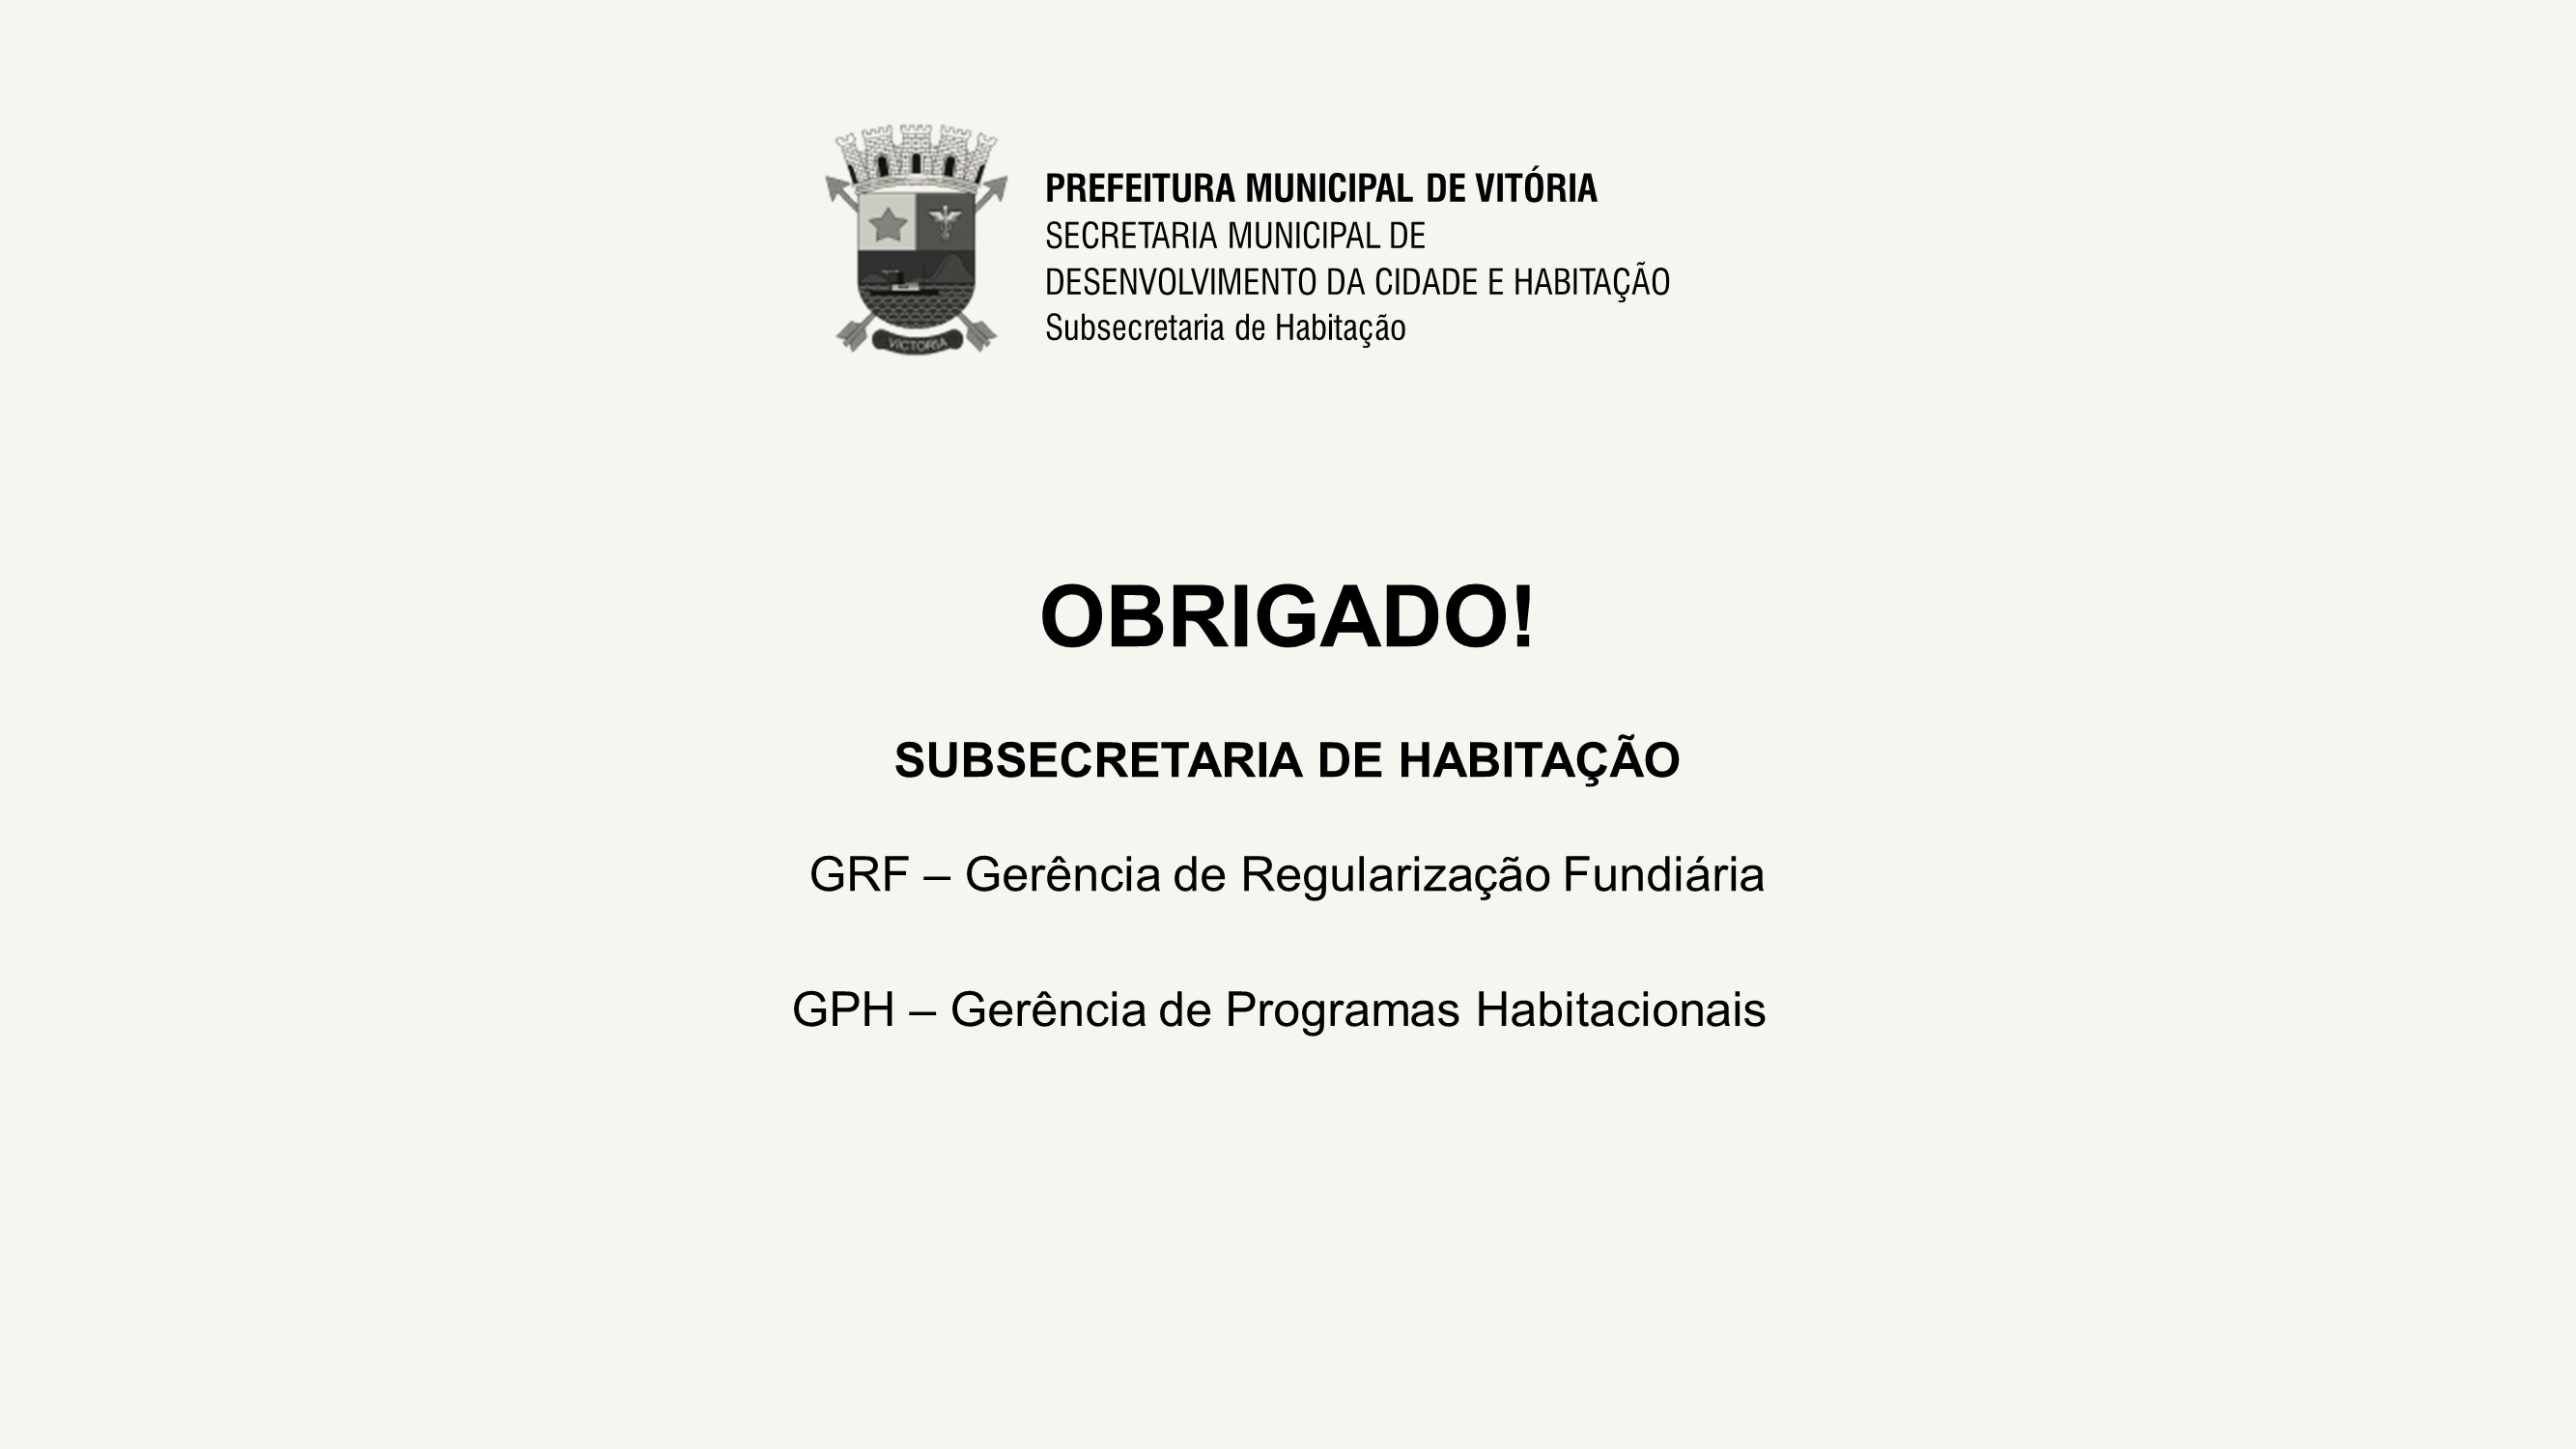 PREFEITURA MUNICIPAL DE VITÓRIA
SECRETARIA MUNICIPAL DE
DESENVOLVIMENTO DA CIDADE E HABITAÇÃO
Subsecretaria de Habitação
VICTORIA
OBRIGADO!
SUBSECRETARIA DE HABITAÇÃO
GRF – Gerência de Regularização Fundiária
GPH – Gerência de Programas Habitacionais